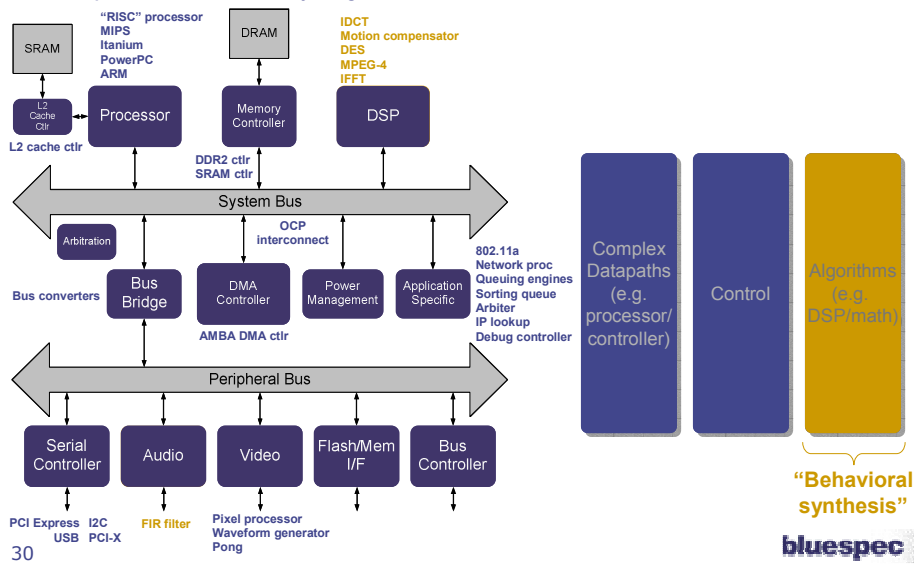 "RISC" processor
MIPS
Itanium
PowerPC
ARM
SRAM
DRAM
IDCT
Motion compensator
DES
MPEG-4
IFFT
L2
Cache
Ctlr
Processor
Memory
Controller
DSP
L2 cache ctlr
DDR2 ctlr
SRAM ctlr
System Bus
Arbitration
OCP
interconnect
Bus converters
Bus
Bridge
DMA
Controller
Power
Management
Application
Specific
802.11a
Network proc
Queuing engines
Sorting queue
Arbiter
IP lookup
Debug controller
AMBA DMA ctlr
Peripheral Bus
Serial
Controller
Audio
Video
Flash/Mem
I/F
Bus
Controller
PCI Express I2C
USB PCI-X
FIR filter
Pixel processor
Waveform generator
Pong
30
Complex
Datapaths
(e.g.
processor/
controller)
Control
Algorithms
(e.g.
DSP/math)
"Behavioral
synthesis"
bluespec